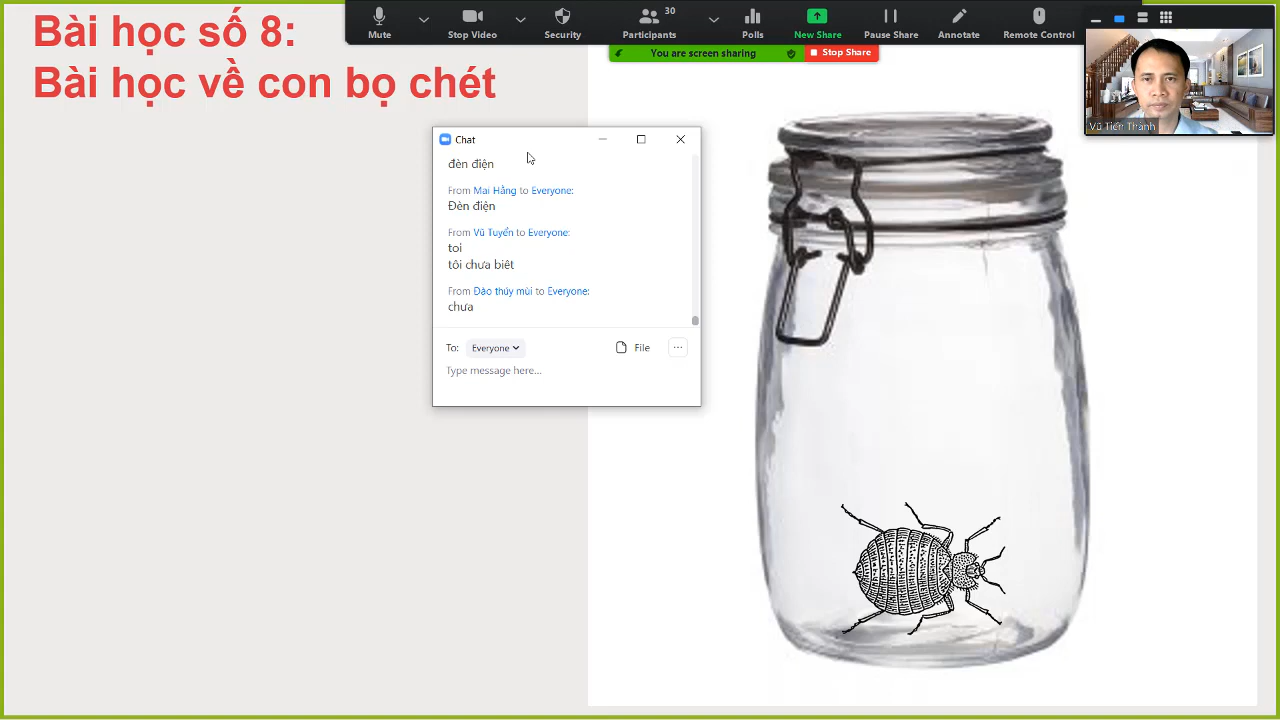 Bài học số 8:
Bài học về con bọ chét
Mute
Stop Video
Security
30
Participants
Polls
New Share
Pause Share
Annotate
Remote Control
You are screen sharing
Stop Share
Vũ Tiến Thành
Chat
đèn điện
From Mai Hằng to Everyone:
Đèn điện
From Vũ Tuyển to Everyone:
toi
tôi chưa biêt
From Đào thúy mùi to Everyone:
chưa
To: Everyone
File
Type message here...